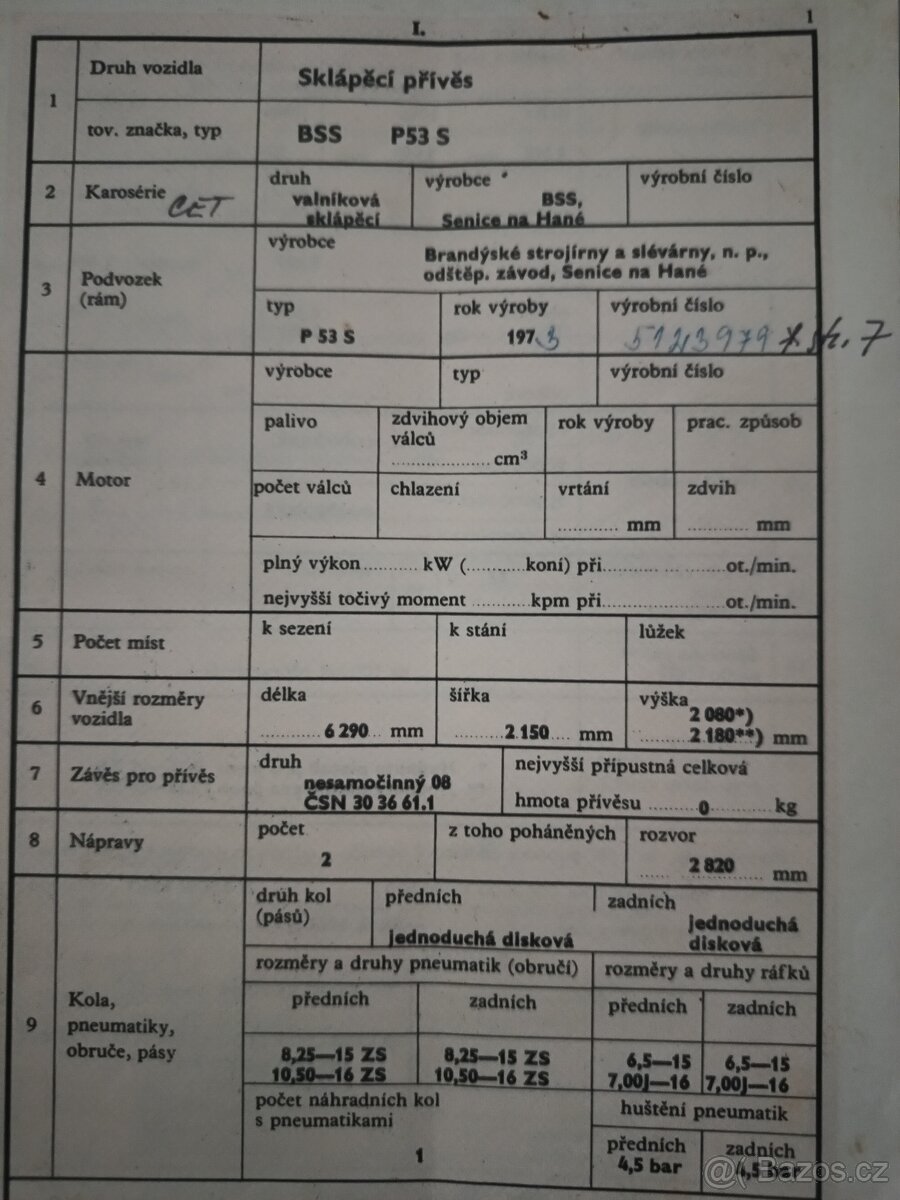 I.
1
1
Druh vozidla
Sklápěcí přívěs
tov. značka, typ
BSS P53 S
2
Karosérie
CET
druh
valníková
sklápěcí
výrobce
BSS,
Senice na Hané
výrobní číslo
3
Podvozek
(rám)
výrobce
Brandýské strojírny a slévárny, n. p.,
odštěp. závod, Senice na Hané
typ
P 53 S
rok výroby
1973
výrobní číslo
5123979 * str. 7
4
Motor
výrobce
typ
výrobní číslo
palivo
zdvihový objem
válců
.................... cm³
rok výroby
prac. způsob
počet válců
chlazení
vrtání
............ mm
zdvih
............ mm
plný výkon........... kW (...........koní) při........... ...........ot./min.
nejvyšší točivý moment ...........kpm při.......................ot./min.
5
Počet míst
k sezení
k stání
lůžek
6
Vnější rozměry
vozidla
délka
............6 290... mm
šířka
..........2 150...... mm
výška
2 080*)
..........2 180**) mm
7
Závěs pro přívěs
druh
nesamočinný 08
ČSN 30 36 61.1
nejvyšší přípustná celková
hmota přívěsu .........0............kg
8
Nápravy
počet
2
z toho poháněných
rozvor
2 820
............... mm
9
Kola,
pneumatiky,
obruče, pásy
druh kol
(pásů)
předních
jednoduchá disková
zadních
jednoduchá
disková
rozměry a druhy pneumatik (obručí)
rozměry a druhy ráfků
předních
zadních
předních
zadních
8,25—15 ZS
10,50—16 ZS
8,25—15 ZS
10,50—16 ZS
6,5—15
7,00J—16
6,5—15
7,00J—16
počet náhradních kol
s pneumatikami
1
huštění pneumatik
předních
4,5 bar
zadních
4,5 bar
@( Bazos.cz